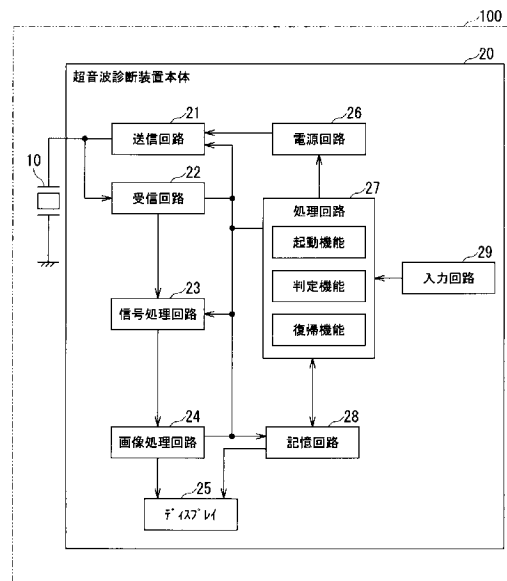 100
20
超音波診断装置本体
21
送信回路
26
電源回路
10
22
受信回路
27
処理回路
起動機能
判定機能
復帰機能
29
入力回路
23
信号処理回路
24
画像処理回路
28
記憶回路
25
ディスプレイ